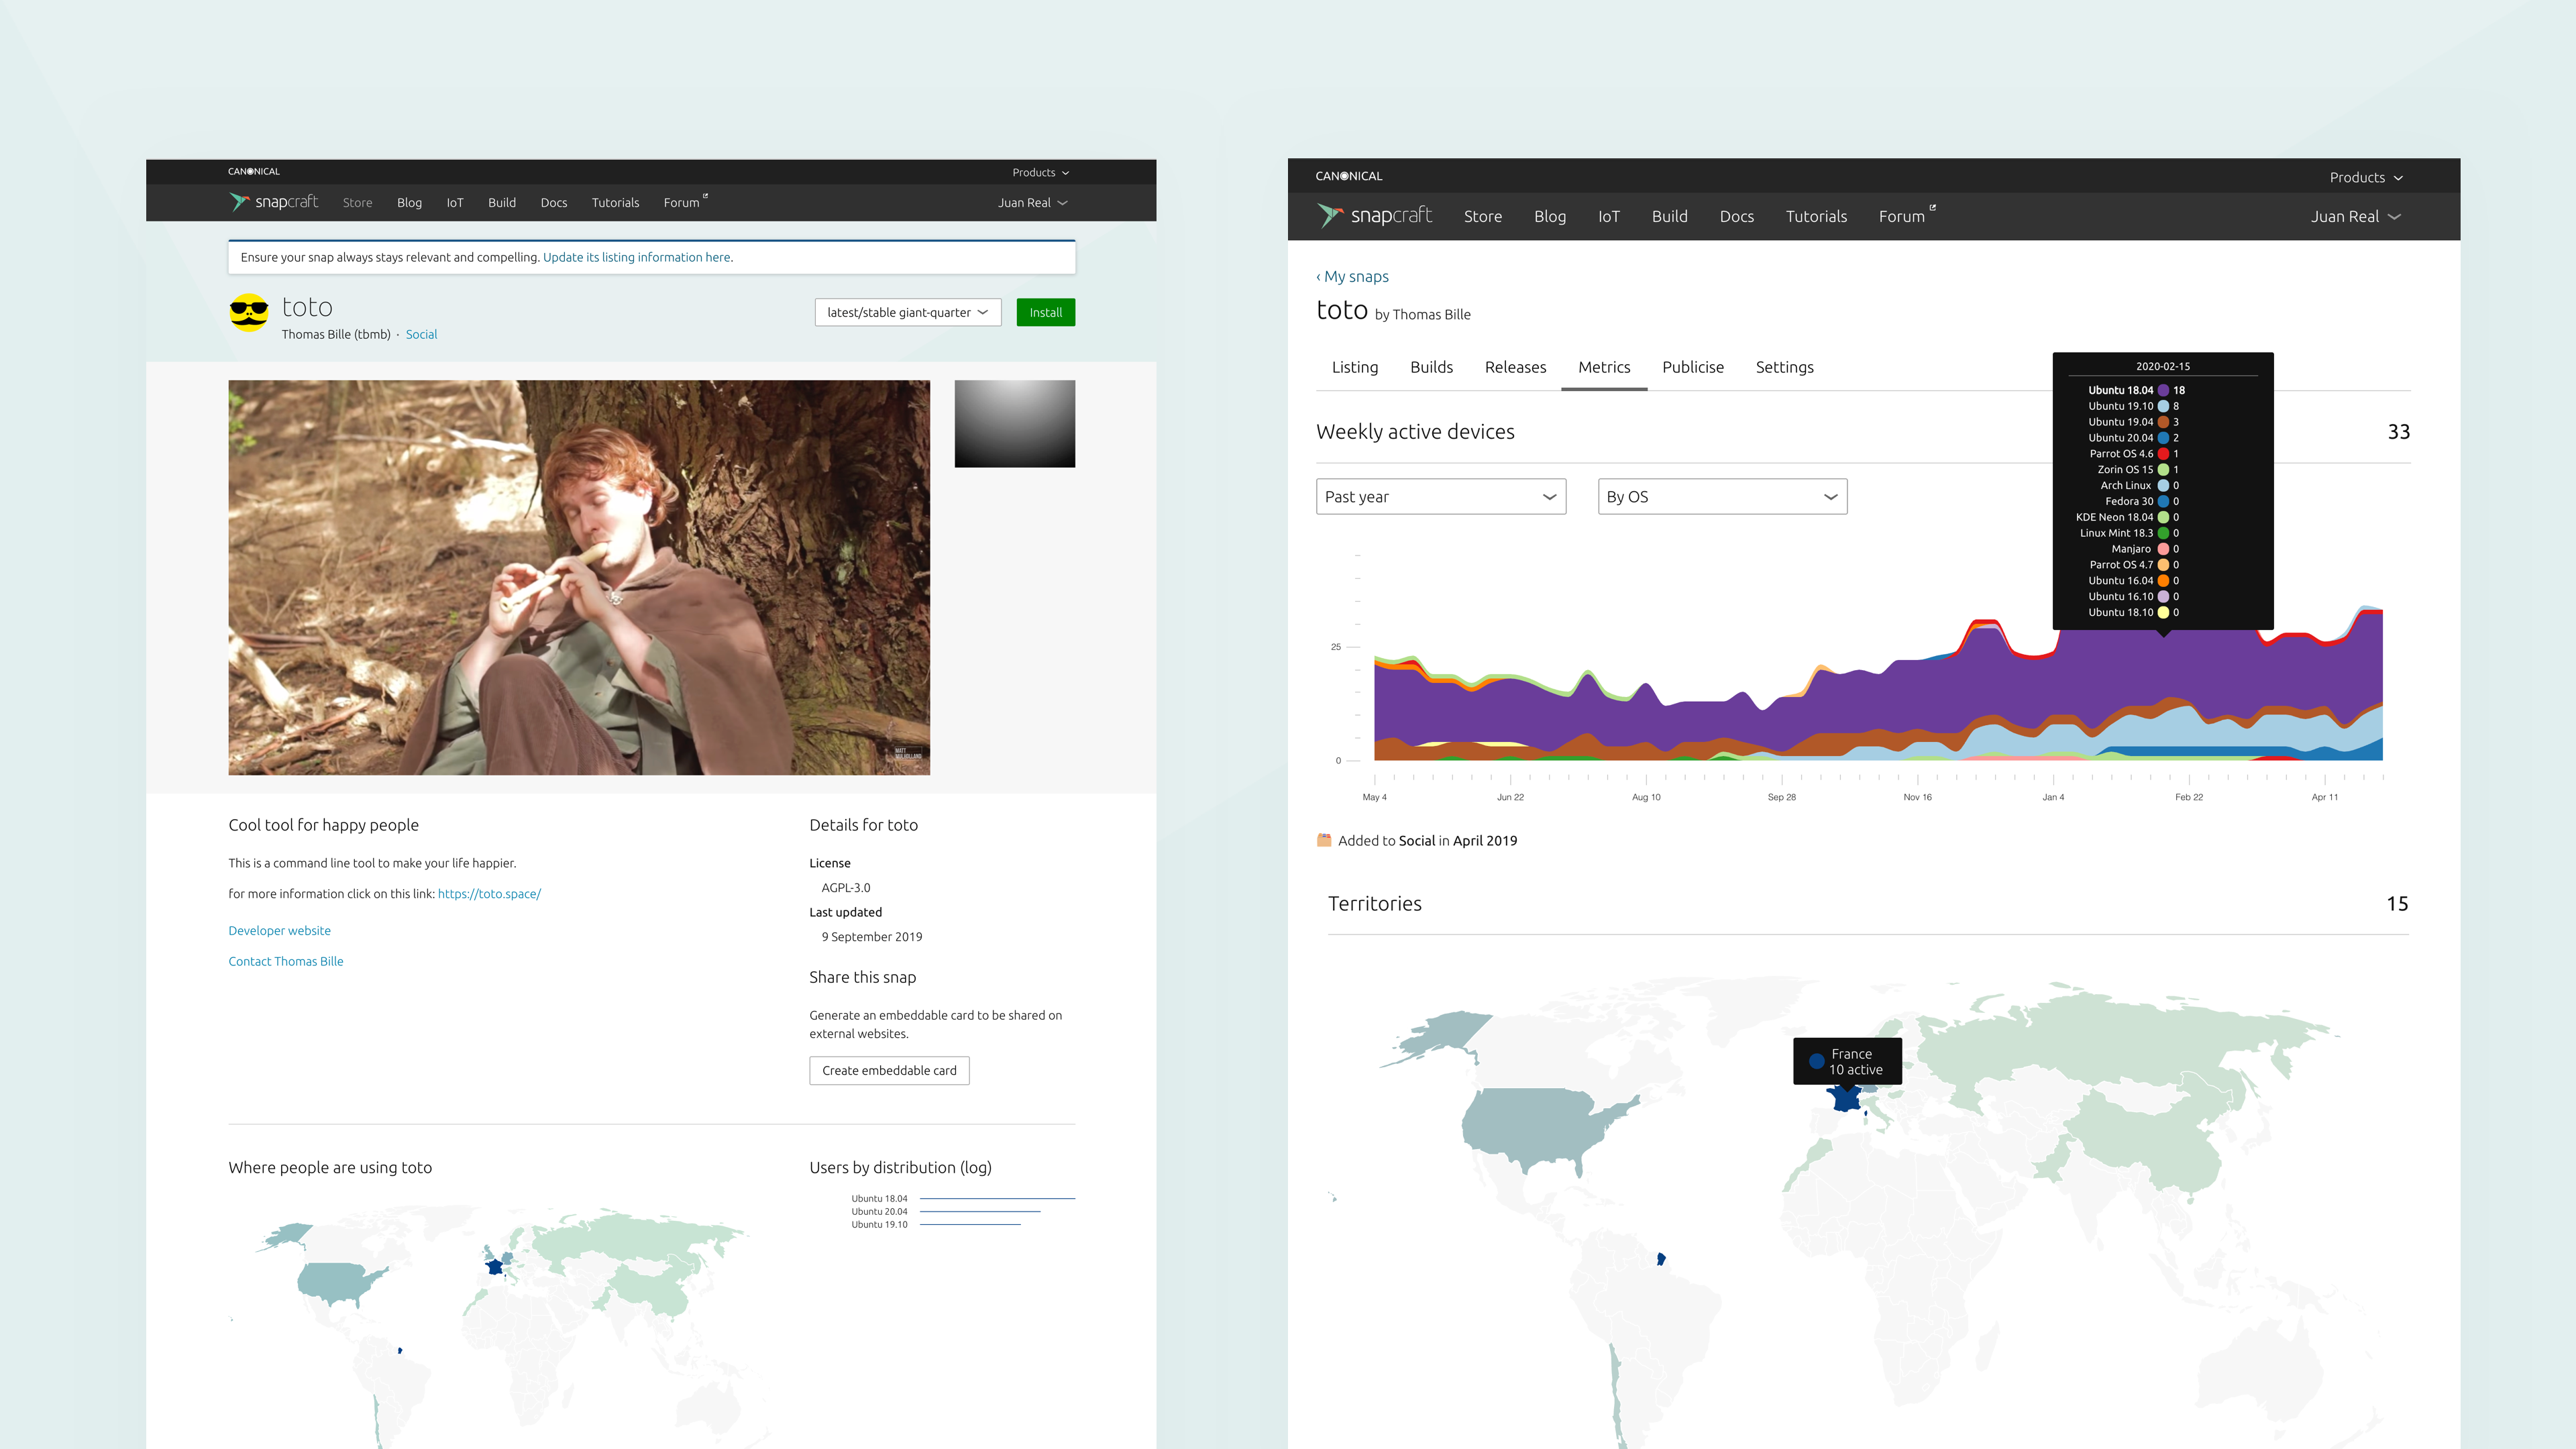 CANONICAL
Products
snapcraft Store Blog IoT Build Docs Tutorials Forum
Juan Real
Ensure your snap always stays relevant and compelling. Update its listing information here.
toto
Thomas Bille (tbmb) · Social
latest/stable giant-quarter
Install
MATT
MULHOLLAND
Cool tool for happy people
This is a command line tool to make your life happier.
for more information click on this link: https://toto.space/
Developer website
Contact Thomas Bille
Details for toto
License
AGPL-3.0
Last updated
9 September 2019
Share this snap
Generate an embeddable card to be shared on
external websites.
Create embeddable card
Where people are using toto
Users by distribution (log)
Ubuntu 18.04
Ubuntu 20.04
Ubuntu 19.10
CANONICAL
Products
snapcraft Store Blog IoT Build Docs Tutorials Forum
Juan Real
‹ My snaps
toto by Thomas Bille
Listing Builds Releases Metrics Publicise Settings
Weekly active devices
33
Past year
By OS
2020-02-15
Ubuntu 18.04 18
Ubuntu 19.10 8
Ubuntu 19.04 3
Ubuntu 20.04 2
Parrot OS 4.6 1
Zorin OS 15 1
Arch Linux 0
Fedora 30 0
KDE Neon 18.04 0
Linux Mint 18.3 0
Manjaro 0
Parrot OS 4.7 0
Ubuntu 16.04 0
Ubuntu 16.10 0
Ubuntu 18.10 0
25
0
May 4 Jun 22 Aug 10 Sep 28 Nov 16 Jan 4 Feb 22 Apr 11
Added to Social in April 2019
Territories
15
France
10 active